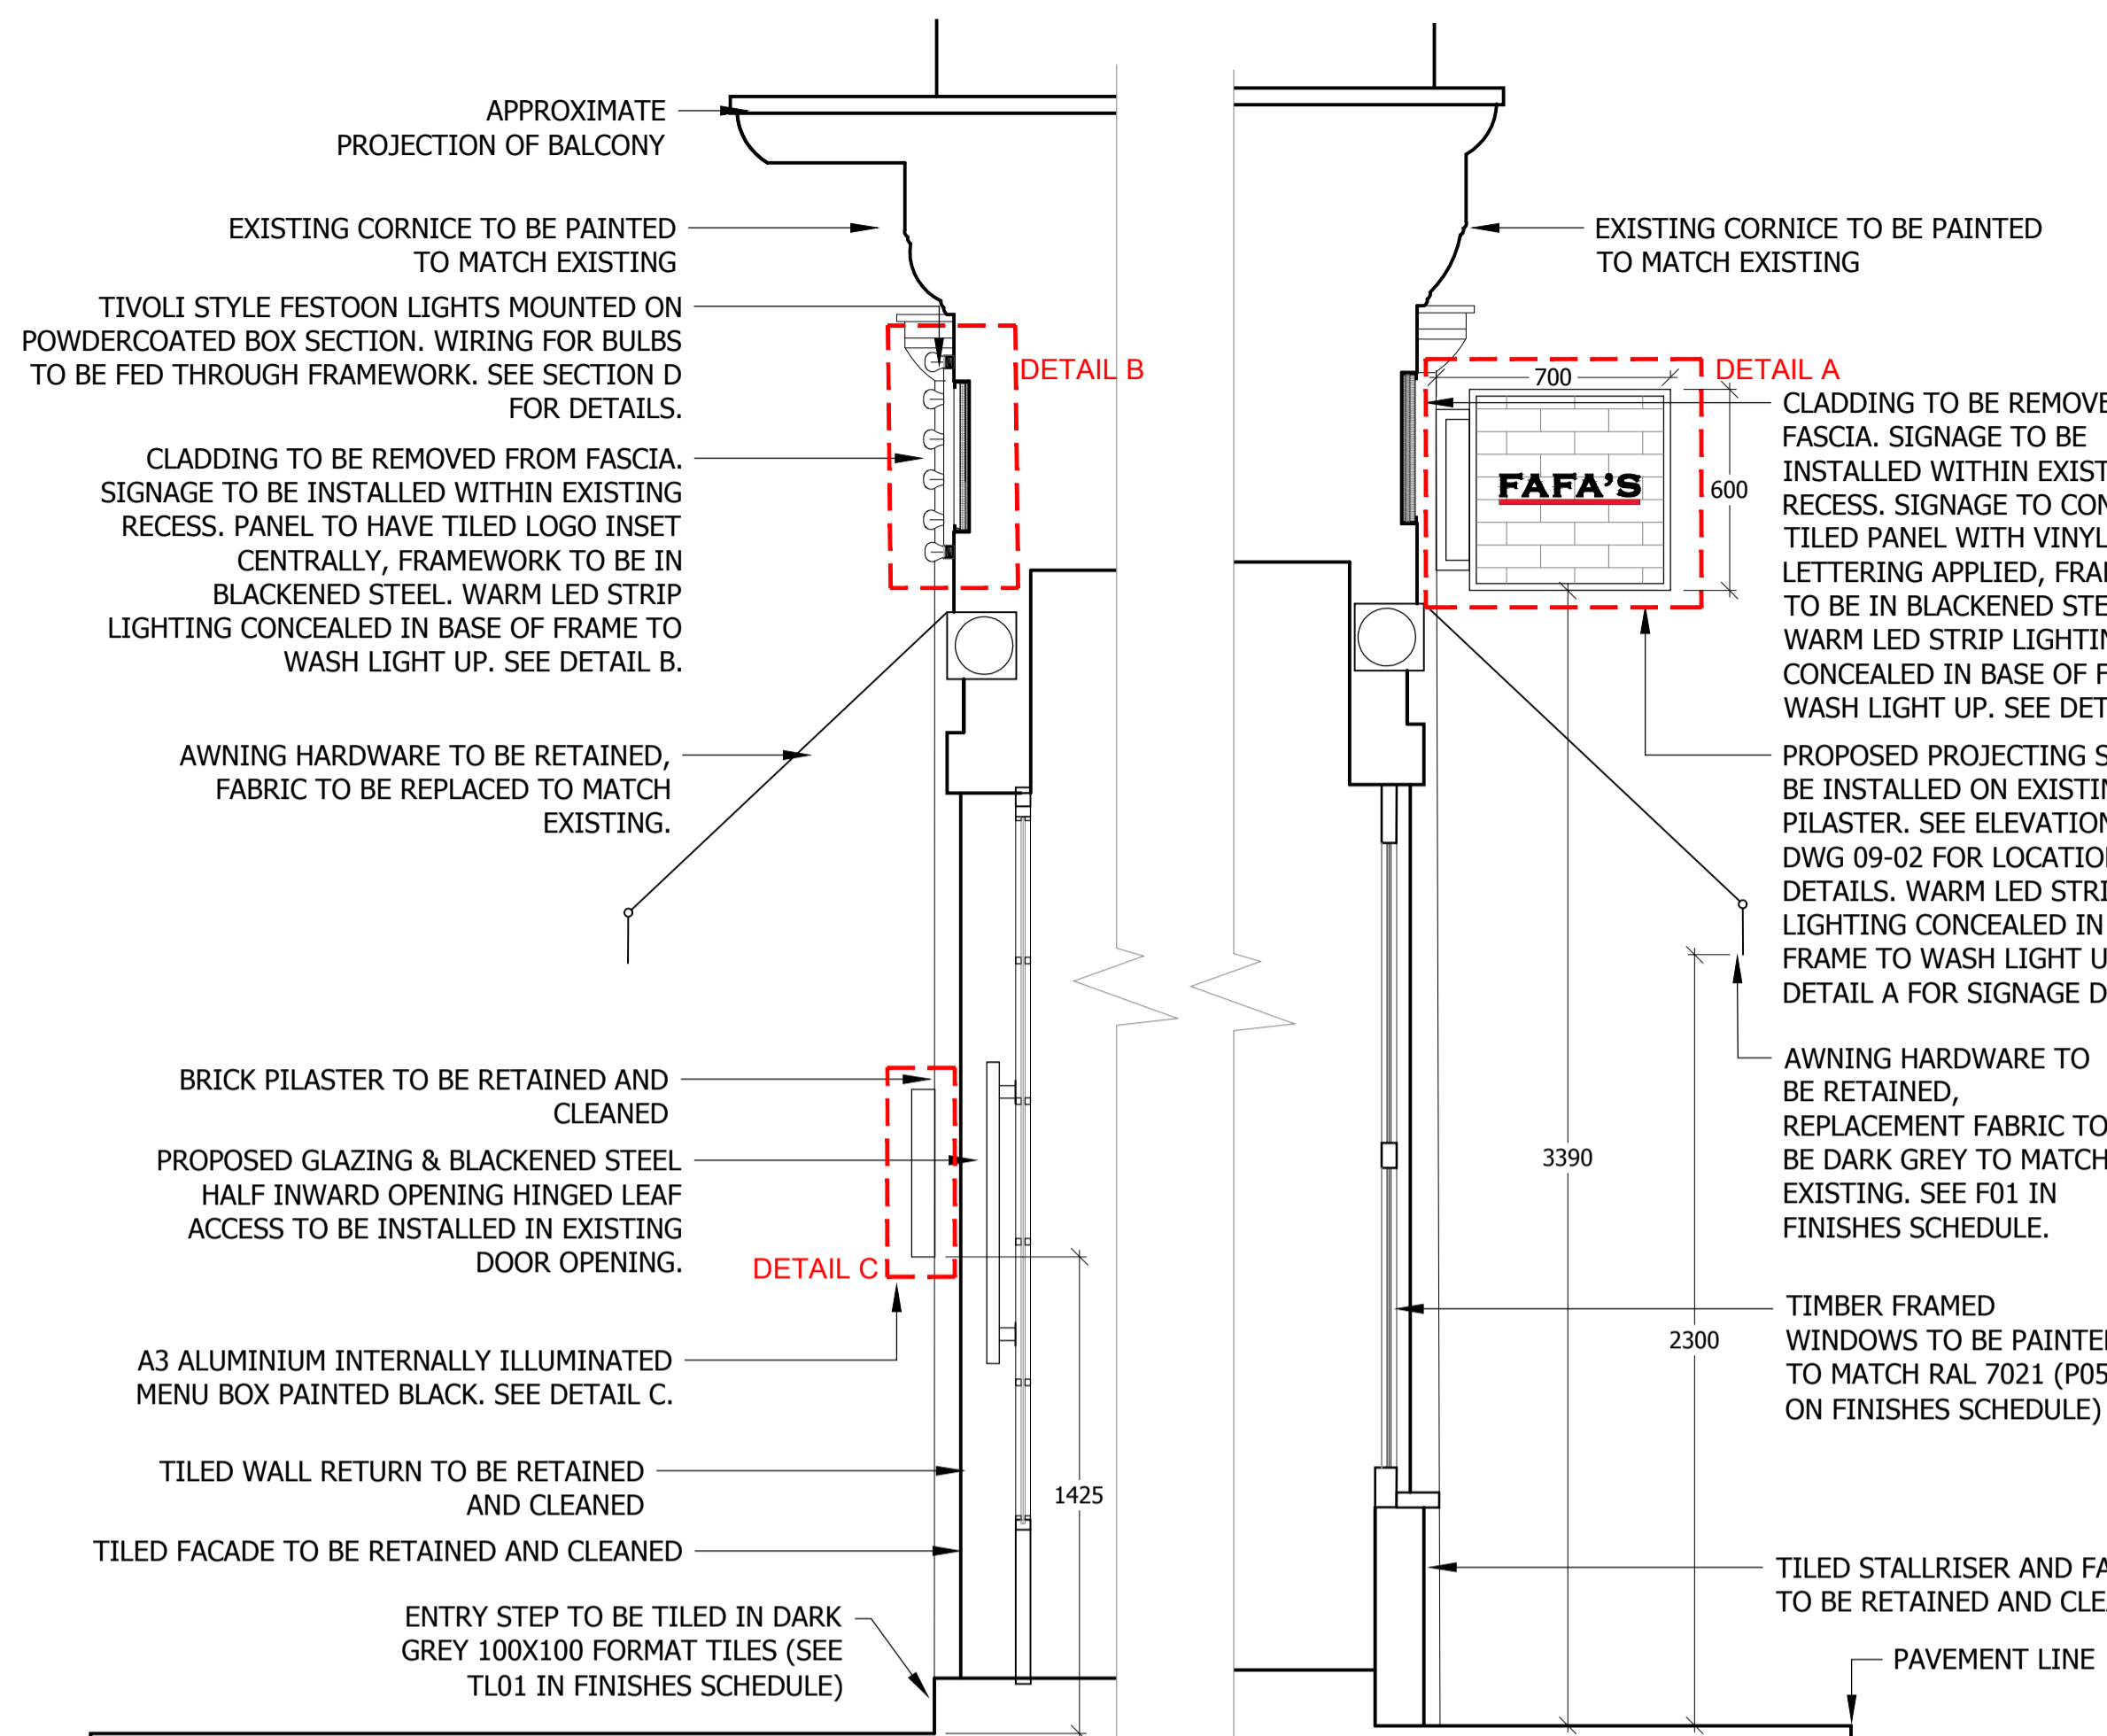 APPROXIMATE
PROJECTION OF BALCONY
EXISTING CORNICE TO BE PAINTED
TO MATCH EXISTING
TIVOLI STYLE FESTOON LIGHTS MOUNTED ON
POWDERCOATED BOX SECTION. WIRING FOR BULBS
TO BE FED THROUGH FRAMEWORK. SEE SECTION D
FOR DETAILS.
CLADDING TO BE REMOVED FROM FASCIA.
SIGNAGE TO BE INSTALLED WITHIN EXISTING
RECESS. PANEL TO HAVE TILED LOGO INSET
CENTRALLY, FRAMEWORK TO BE IN
BLACKENED STEEL. WARM LED STRIP
LIGHTING CONCEALED IN BASE OF FRAME TO
WASH LIGHT UP. SEE DETAIL B.
AWNING HARDWARE TO BE RETAINED,
FABRIC TO BE REPLACED TO MATCH
EXISTING.
BRICK PILASTER TO BE RETAINED AND
CLEANED
PROPOSED GLAZING & BLACKENED STEEL
HALF INWARD OPENING HINGED LEAF
ACCESS TO BE INSTALLED IN EXISTING
DOOR OPENING.
A3 ALUMINIUM INTERNALLY ILLUMINATED
MENU BOX PAINTED BLACK. SEE DETAIL C.
TILED WALL RETURN TO BE RETAINED
AND CLEANED
TILED FACADE TO BE RETAINED AND CLEANED
ENTRY STEP TO BE TILED IN DARK
GREY 100X100 FORMAT TILES (SEE
TL01 IN FINISHES SCHEDULE)
DETAIL B
DETAIL C
1425
EXISTING CORNICE TO BE PAINTED
TO MATCH EXISTING
DETAIL A
700
600
FAFA'S
3390
2300
CLADDING TO BE REMOVE
FASCIA. SIGNAGE TO BE
INSTALLED WITHIN EXIST
RECESS. SIGNAGE TO CON
TILED PANEL WITH VINYL
LETTERING APPLIED, FRA
TO BE IN BLACKENED STE
WARM LED STRIP LIGHTIN
CONCEALED IN BASE OF F
WASH LIGHT UP. SEE DET
PROPOSED PROJECTING S
BE INSTALLED ON EXISTIN
PILASTER. SEE ELEVATION
DWG 09-02 FOR LOCATIO
DETAILS. WARM LED STRI
LIGHTING CONCEALED IN
FRAME TO WASH LIGHT U
DETAIL A FOR SIGNAGE D
AWNING HARDWARE TO
BE RETAINED,
REPLACEMENT FABRIC TO
BE DARK GREY TO MATCH
EXISTING. SEE F01 IN
FINISHES SCHEDULE.
TIMBER FRAMED
WINDOWS TO BE PAINTE
TO MATCH RAL 7021 (P05
ON FINISHES SCHEDULE)
TILED STALLRISER AND FA
TO BE RETAINED AND CLE
PAVEMENT LINE